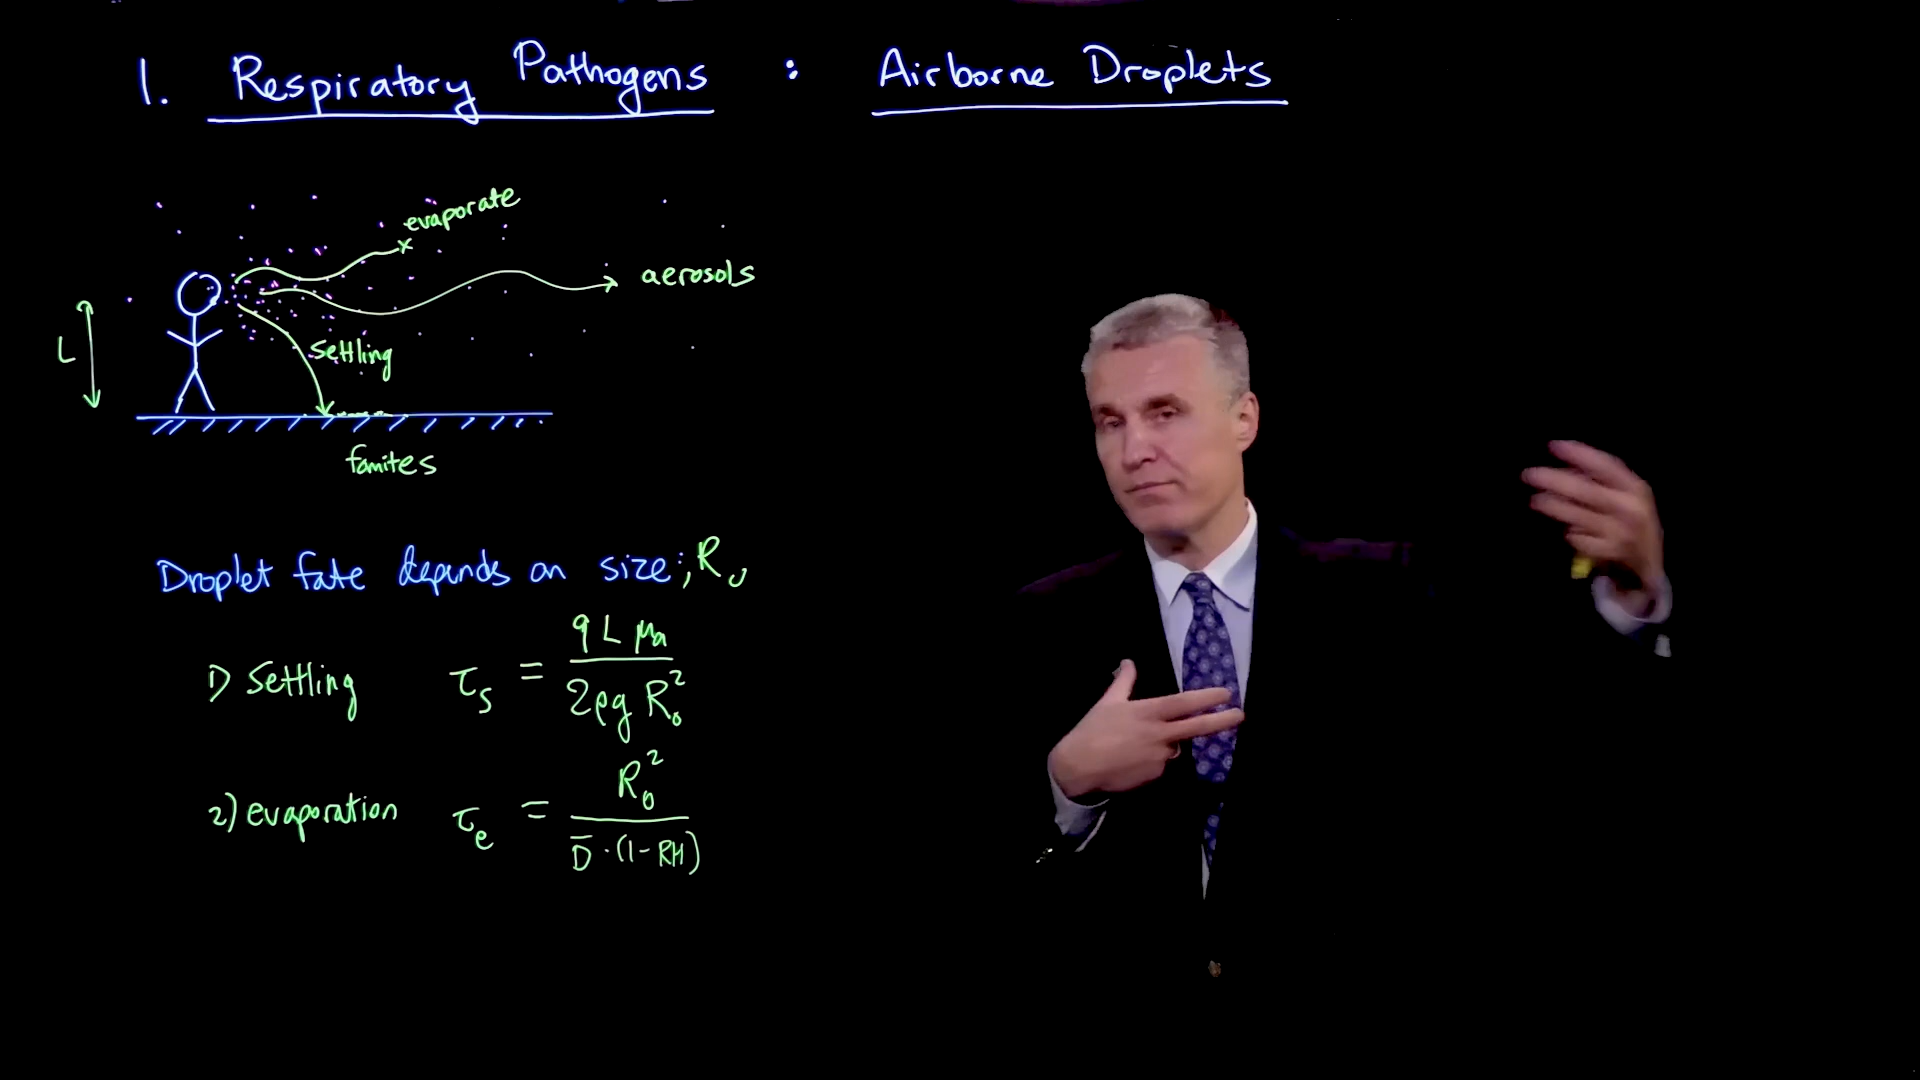 1. Respiratory Pathogens : Airborne Droplets
evaporate
aerosols
L
settling
fomites
Droplet fate depends on size;, R₀
1) settling τₛ = 9 L μₐ / 2ρg R₀²
2) evaporation τₑ = R₀² / D̅ · (1 - RH)